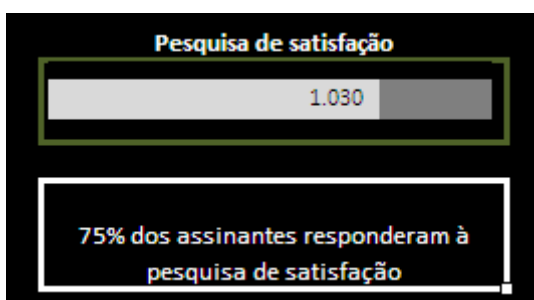 Pesquisa de satisfação
1.030
75% dos assinantes responderam à
pesquisa de satisfação